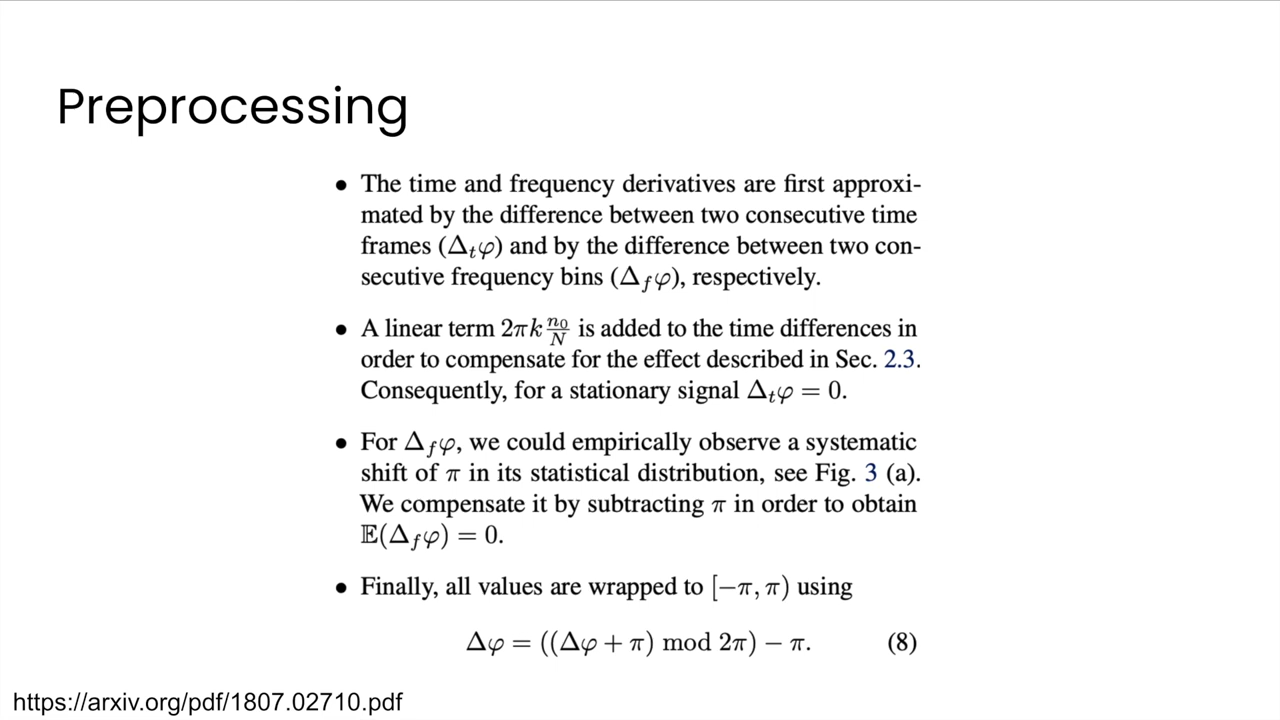 Preprocessing
• The time and frequency derivatives are first approxi-
mated by the difference between two consecutive time
frames (Δₜφ) and by the difference between two con-
secutive frequency bins (Δ_fφ), respectively.
• A linear term 2πk n₀/N is added to the time differences in
order to compensate for the effect described in Sec. 2.3.
Consequently, for a stationary signal Δₜφ = 0.
• For Δ_fφ, we could empirically observe a systematic
shift of π in its statistical distribution, see Fig. 3 (a).
We compensate it by subtracting π in order to obtain
𝔼(Δ_fφ) = 0.
• Finally, all values are wrapped to [−π, π) using
Δφ = ((Δφ + π) mod 2π) − π. (8)
https://arxiv.org/pdf/1807.02710.pdf